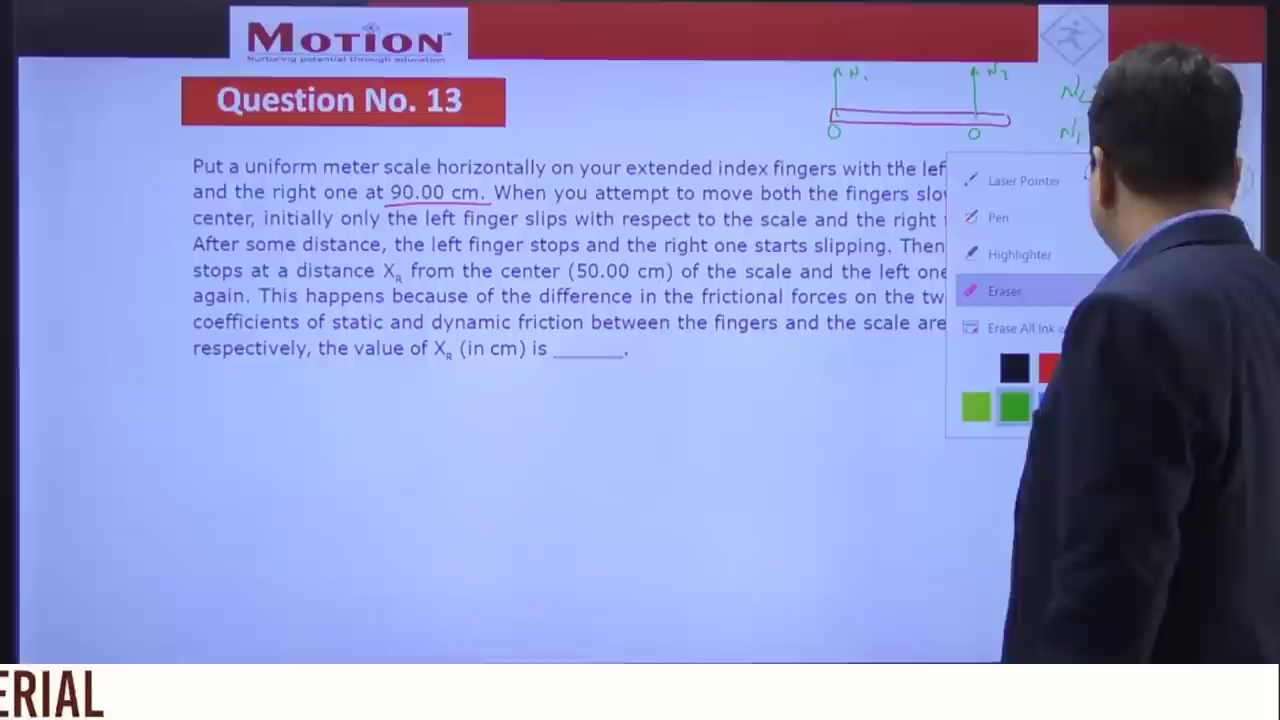 MOTION™
Nurturing potential through education
Question No. 13
N₁
N₂
Put a uniform meter scale horizontally on your extended index fingers with the lef
and the right one at 90.00 cm. When you attempt to move both the fingers slo
center, initially only the left finger slips with respect to the scale and the right
After some distance, the left finger stops and the right one starts slipping. Then
stops at a distance X_R from the center (50.00 cm) of the scale and the left one
again. This happens because of the difference in the frictional forces on the tw
coefficients of static and dynamic friction between the fingers and the scale are
respectively, the value of X_R (in cm) is ______.
Laser Pointer
Pen
Highlighter
Eraser
Erase All Ink
ERIAL